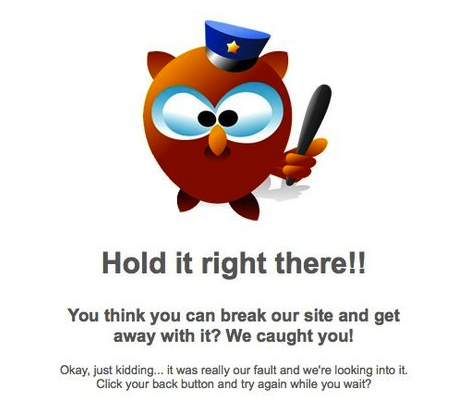 Hold it right there!!
You think you can break our site and get
away with it? We caught you!
Okay, just kidding... it was really our fault and we're looking into it.
Click your back button and try again while you wait?